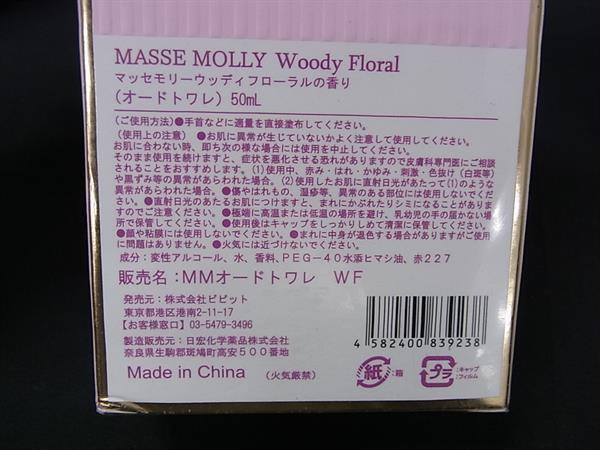 MASSE MOLLY Woody Floral
マッセモリーウッディフローラルの香り
(オードトワレ) 50mL
(ご使用方法)●手首などに適量を直接塗布してください。
(使用上の注意) ●お肌に異常が生じていないかよく注意して使用してください。
お肌に合わない時、即ち次の様な場合には使用を中止してください。
そのまま使用を続けますと、症状を悪化させる恐れがありますので皮膚科専門医にご相談
されることをおすすめします。(1)使用中、赤み・はれ・かゆみ・刺激・色抜け(白斑等)
や黒ずみ等の異常があらわれた場合。(2)使用したお肌に直射日光があたって(1)のような
異常があらわれた場合。●傷やはれもの、湿疹等、異常のある部位には使用しないでくださ
い。●直射日光のあたるお肌につけますと、まれにかぶれたりシミになることがありま
すのでご注意ください。●極端に高温または低温の場所を避け、乳幼児の手の届かない場
所で保管してください。●使用後はキャップをしっかりしめて清潔に保管してください。
●顔や粘膜には使用しないでください。●まれに中身が退色する場合がありますがご使用
に問題はありません。●火気には近づけないでください。
成分：変性アルコール、水、香料、PEG－40水添ヒマシ油、赤227
販売名：MMオードトワレ WF
発売元：株式会社ビビット
東京都港区港南2-11-17
【お客様窓口】03-5479-3496
製造販売元：日宏化学薬品株式会社
奈良県生駒郡斑鳩町高安500番地
Made in China (火気厳禁)
4 582400 839238
紙 :箱
プラ :キャップ
:フィルム